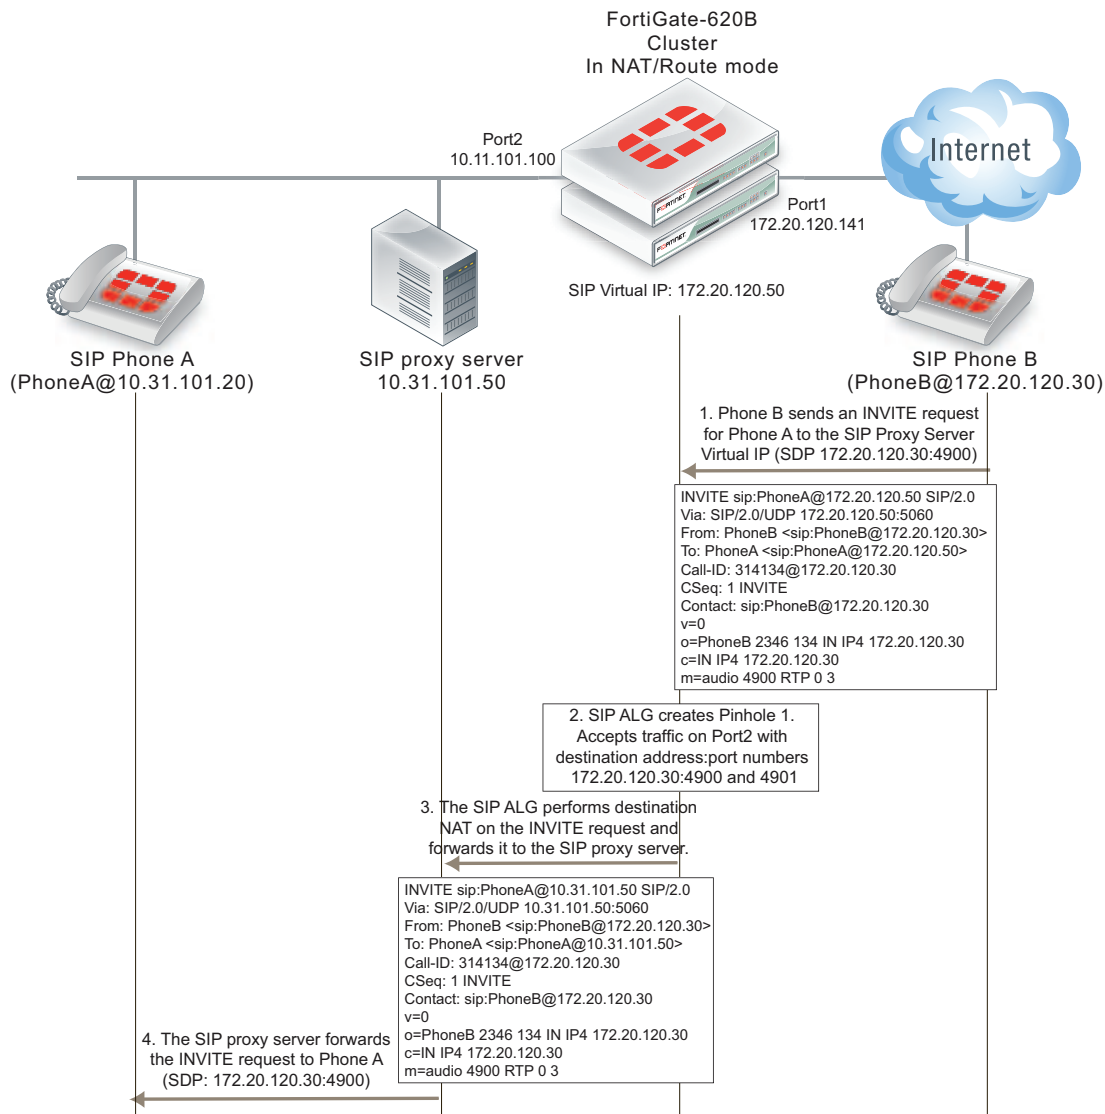 FortiGate-620B
Cluster
In NAT/Route mode
Port2
10.11.101.100
Internet
Port1
172.20.120.141
FORTINET
FORTINET
SIP Virtual IP: 172.20.120.50
SIP Phone A
(PhoneA@10.31.101.20)
SIP proxy server
10.31.101.50
SIP Phone B
(PhoneB@172.20.120.30)
1. Phone B sends an INVITE request
for Phone A to the SIP Proxy Server
Virtual IP (SDP 172.20.120.30:4900)
INVITE sip:PhoneA@172.20.120.50 SIP/2.0
Via: SIP/2.0/UDP 172.20.120.50:5060
From: PhoneB <sip:PhoneB@172.20.120.30>
To: PhoneA <sip:PhoneA@172.20.120.50>
Call-ID: 314134@172.20.120.30
CSeq: 1 INVITE
Contact: sip:PhoneB@172.20.120.30
v=0
o=PhoneB 2346 134 IN IP4 172.20.120.30
c=IN IP4 172.20.120.30
m=audio 4900 RTP 0 3
2. SIP ALG creates Pinhole 1.
Accepts traffic on Port2 with
destination address:port numbers
172.20.120.30:4900 and 4901
3. The SIP ALG performs destination
NAT on the INVITE request and
forwards it to the SIP proxy server.
INVITE sip:PhoneA@10.31.101.50 SIP/2.0
Via: SIP/2.0/UDP 10.31.101.50:5060
From: PhoneB <sip:PhoneB@172.20.120.30>
To: PhoneA <sip:PhoneA@10.31.101.50>
Call-ID: 314134@172.20.120.30
CSeq: 1 INVITE
Contact: sip:PhoneB@172.20.120.30
v=0
o=PhoneB 2346 134 IN IP4 172.20.120.30
c=IN IP4 172.20.120.30
m=audio 4900 RTP 0 3
4. The SIP proxy server forwards
the INVITE request to Phone A
(SDP: 172.20.120.30:4900)